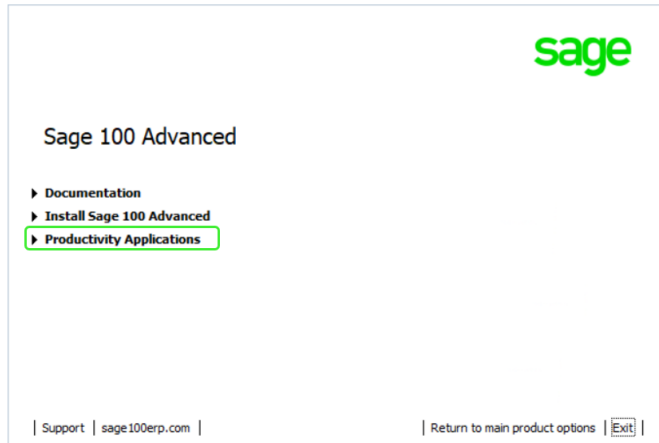 sage
Sage 100 Advanced
Documentation
Install Sage 100 Advanced
Productivity Applications
| Support | sage100erp.com | | Return to main product options | Exit |